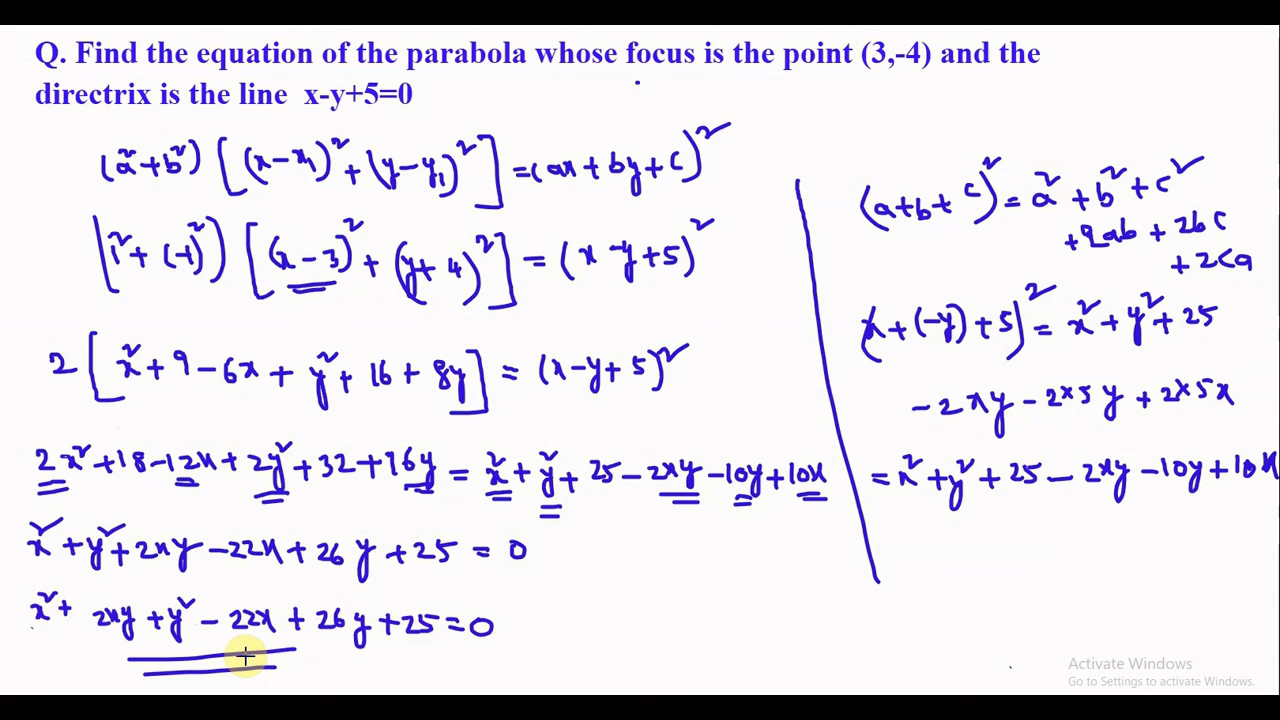 Q. Find the equation of the parabola whose focus is the point (3,-4) and the
directrix is the line x-y+5=0
(a²+b²) [(x-x₁)²+(y-y₁)²] = (ax+by+c)²
(1²+(-1)²) [(x-3)²+(y+4)²] = (x-y+5)²
2 [x²+9-6x+y²+16+8y] = (x-y+5)²
2x²+18-12x+2y²+32+16y = x²+y²+25-2xy-10y+10x
x²+y²+2xy-22x+26y+25=0
x²+2xy+y²-22x+26y+25=0
(a+b+c)²=a²+b²+c²
+2ab+2bc
+2ca
(x+(-y)+5)²=x²+y²+25
-2xy-2×5y+2×5x
=x²+y²+25-2xy-10y+10x
Activate Windows
Go to Settings to activate Windows.